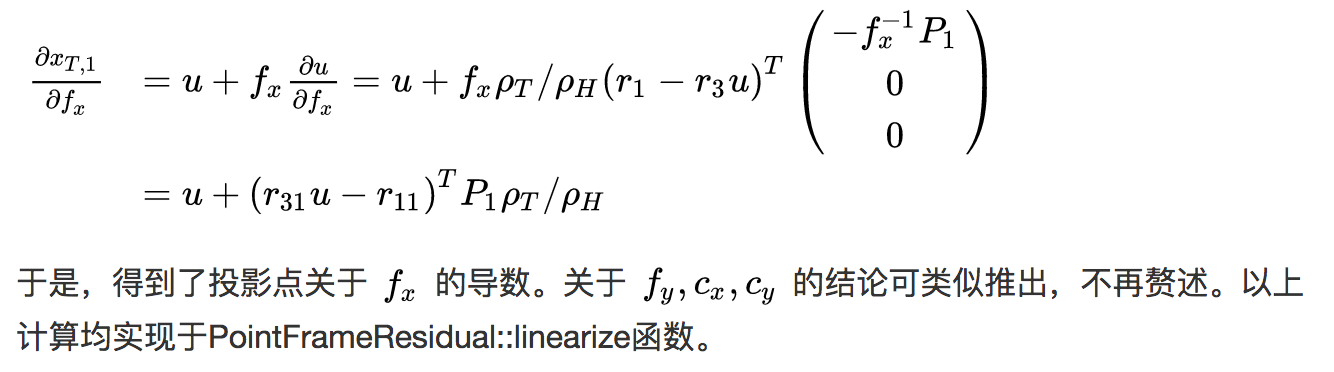 $\frac{\partial x_{T,1}}{\partial f_x} = u + f_x \frac{\partial u}{\partial f_x} = u + f_x \rho_T / \rho_H (r_1 - r_3 u)^T \begin{pmatrix} -f_x^{-1} P_1 \\ 0 \\ 0 \end{pmatrix}$
$= u + (r_{31} u - r_{11})^T P_1 \rho_T / \rho_H$
于是，得到了投影点关于 $f_x$ 的导数。关于 $f_y, c_x, c_y$ 的结论可类似推出，不再赘述。以上
计算均实现于PointFrameResidual::linearize函数。